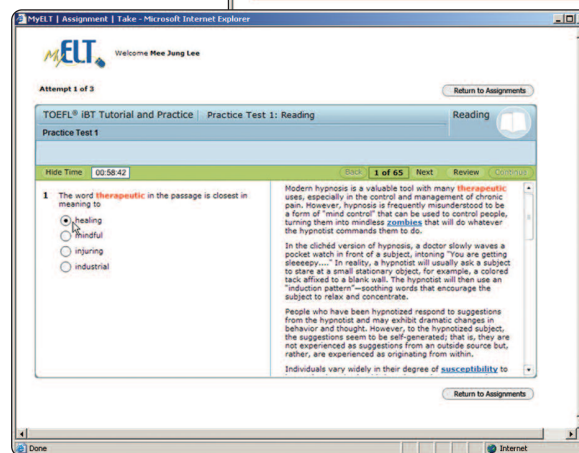 MyELT | Assignment | Take - Microsoft Internet Explorer
MyELT
Welcome Mee Jung Lee
Attempt 1 of 3
Return to Assignments
TOEFL® iBT Tutorial and Practice | Practice Test 1: Reading
Reading
Practice Test 1
Hide Time 00:58:42
Back 1 of 65 Next Review Continue
1 The word therapeutic in the passage is closest in
meaning to
healing
mindful
injuring
industrial
Modern hypnosis is a valuable tool with many therapeutic
uses, especially in the control and management of chronic
pain. However, hypnosis is frequently misunderstood to be
a form of "mind control" that can be used to control people,
turning them into mindless zombies that will do whatever
the hypnotist commands them to do.
In the clichéd version of hypnosis, a doctor slowly waves a
pocket watch in front of a subject, intoning "You are getting
sleeeepy...." In reality, a hypnotist will usually ask a subject
to stare at a small stationary object, for example, a colored
tack affixed to a blank wall. The hypnotist will then use an
"induction pattern"—soothing words that encourage the
subject to relax and concentrate.
People who have been hypnotized respond to suggestions
from the hypnotist and may exhibit dramatic changes in
behavior and thought. However, to the hypnotized subject,
the suggestions seem to be self-generated; that is, they are
not experienced as suggestions from an outside source but,
rather, are experienced as originating from within.
Individuals vary widely in their degree of susceptibility to
Return to Assignments
Done
Internet